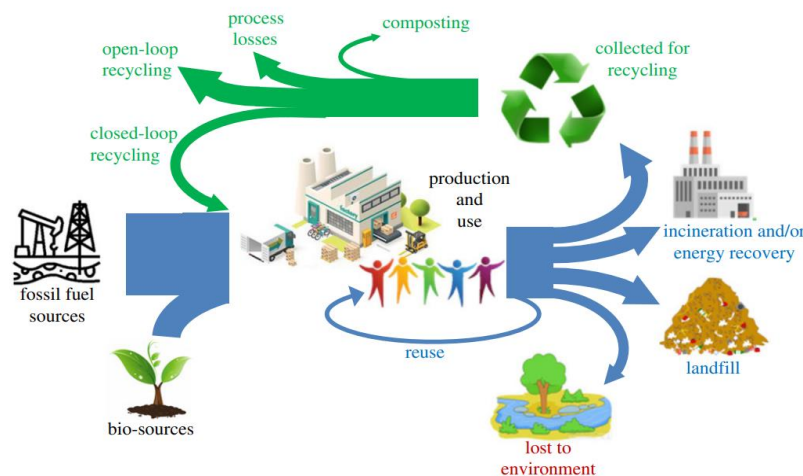 process
losses
composting
open-loop
recycling
collected for
recycling
closed-loop
recycling
production
and
use
fossil fuel
sources
incineration and/or
energy recovery
reuse
landfill
bio-sources
lost to
environment